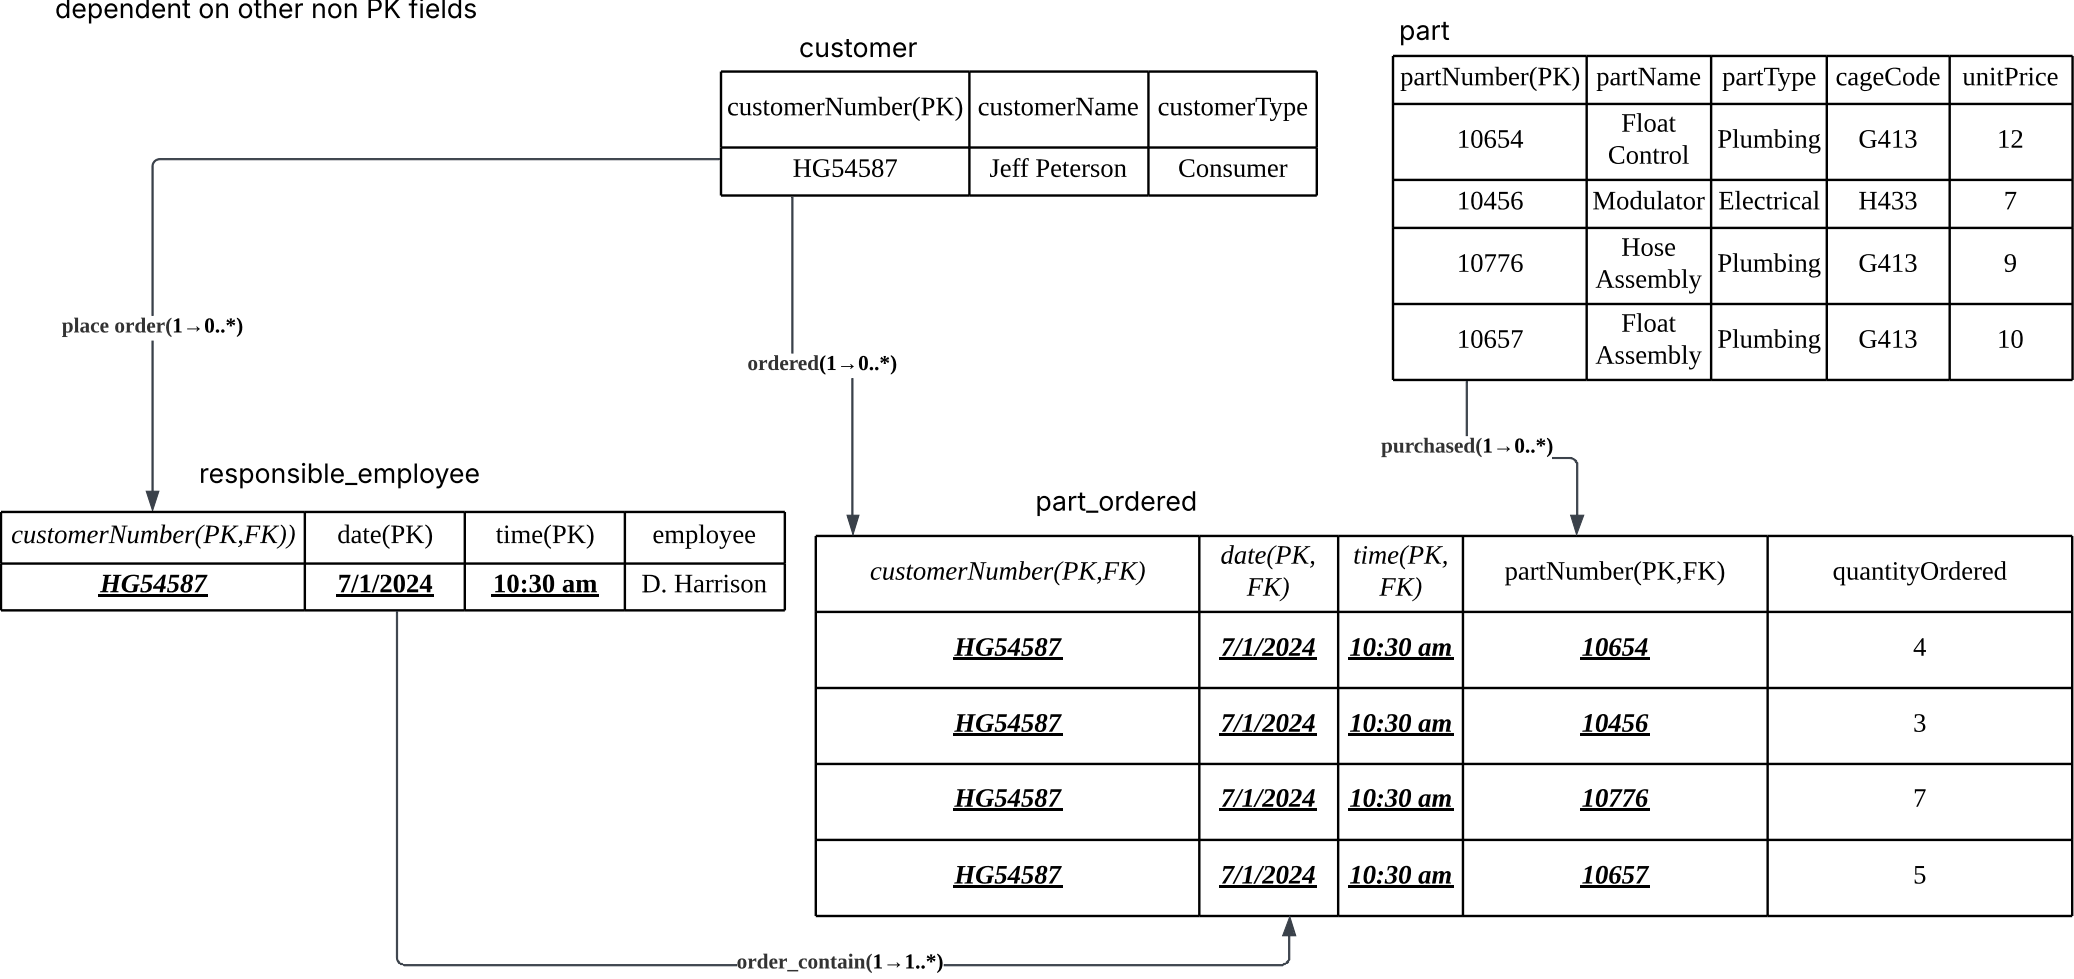 dependent on other non PK fields
customer
customerNumber(PK) customerName customerType
HG54587 Jeff Peterson Consumer
part
partNumber(PK) partName partType cageCode unitPrice
10654 Float Control Plumbing G413 12
10456 Modulator Electrical H433 7
10776 Hose Assembly Plumbing G413 9
10657 Float Assembly Plumbing G413 10
place order(1→0..*)
ordered(1→0..*)
purchased(1→0..*)
responsible_employee
customerNumber(PK,FK)) date(PK) time(PK) employee
HG54587 7/1/2024 10:30 am D. Harrison
part_ordered
customerNumber(PK,FK) date(PK, FK) time(PK, FK) partNumber(PK,FK) quantityOrdered
HG54587 7/1/2024 10:30 am 10654 4
HG54587 7/1/2024 10:30 am 10456 3
HG54587 7/1/2024 10:30 am 10776 7
HG54587 7/1/2024 10:30 am 10657 5
order_contain(1→1..*)